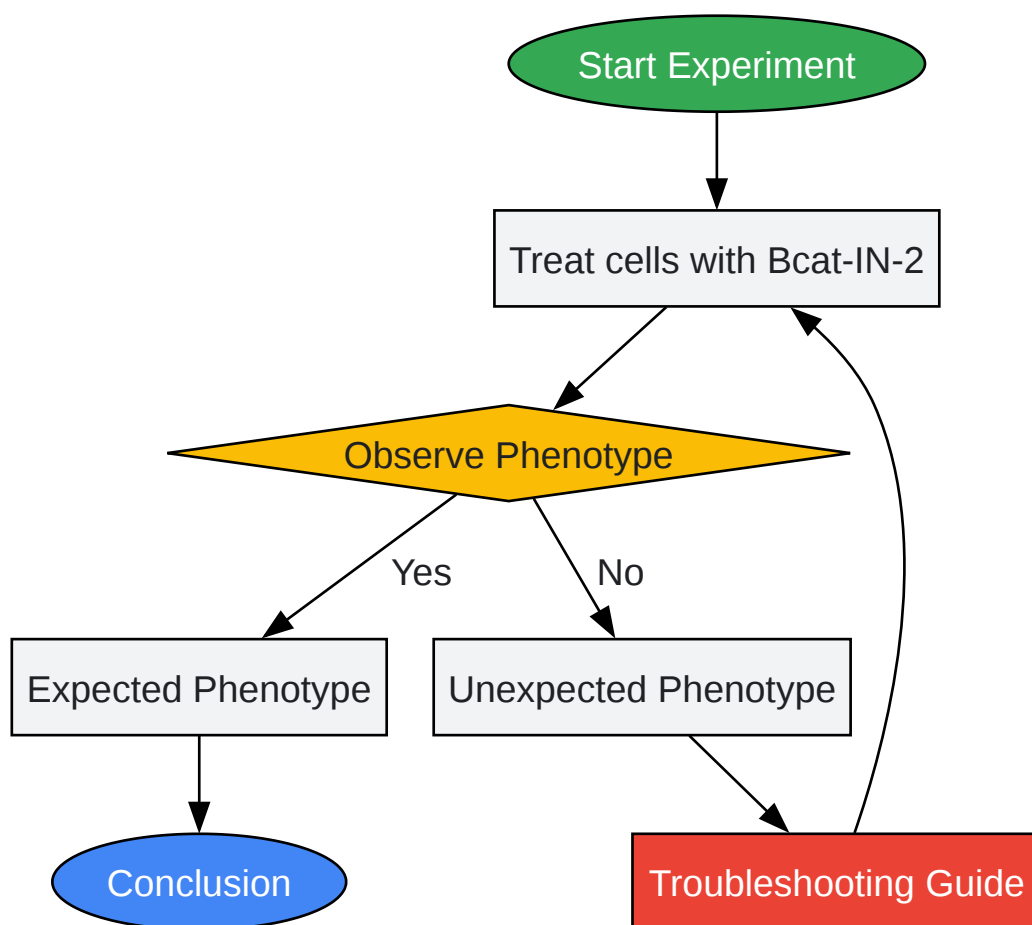 Start Experiment
Treat cells with Bcat-IN-2
Observe Phenotype
Yes
No
Expected Phenotype
Unexpected Phenotype
Conclusion
Troubleshooting Guide